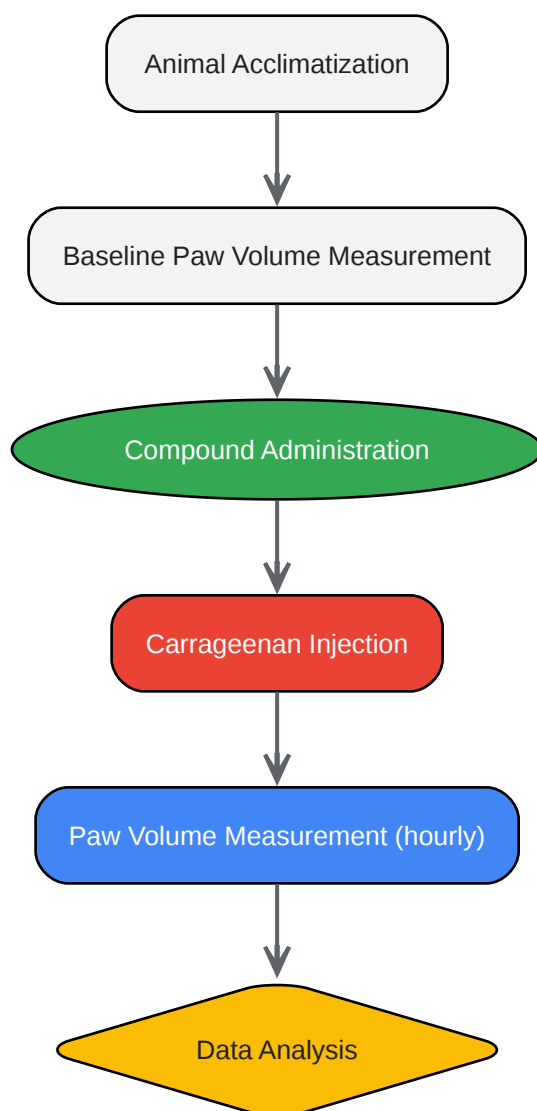 Animal Acclimatization
Baseline Paw Volume Measurement
Compound Administration
Carrageenan Injection
Paw Volume Measurement (hourly)
Data Analysis